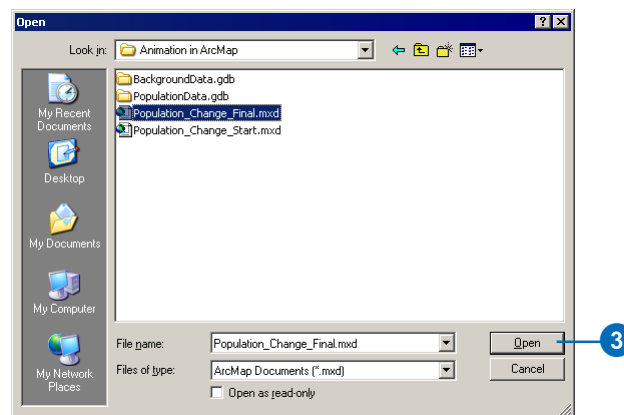 Open
Look in: Animation in ArcMap
BackgroundData.gdb
PopulationData.gdb
Population_Change_Final.mxd
Population_Change_Start.mxd
My Recent
Documents
Desktop
My Documents
My Computer
My Network
Places
File name: Population_Change_Final.mxd Open 3
Files of type: ArcMap Documents (*.mxd) Cancel
Open as read-only